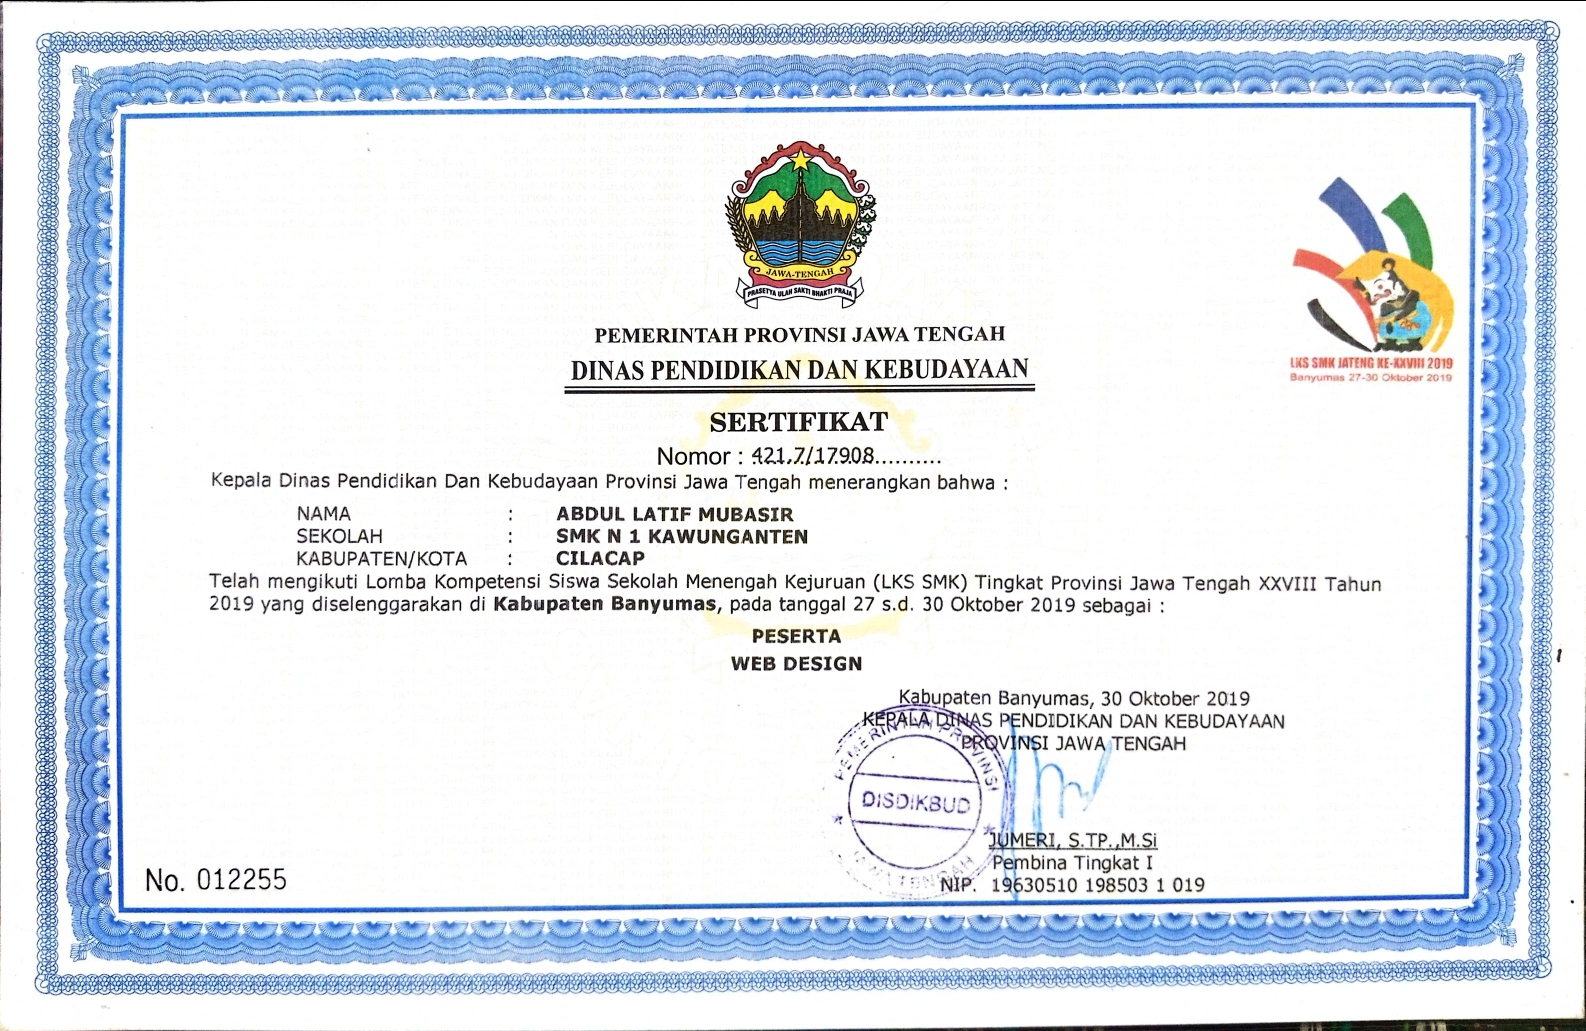 JAWA-TENGAH
PRASETYA ULAH SAKTI BHAKTI PRAJA
LKS SMK JATENG KE-XXVIII 2019
Banyumas 27-30 Oktober 2019
PEMERINTAH PROVINSI JAWA TENGAH
DINAS PENDIDIKAN DAN KEBUDAYAAN
SERTIFIKAT
Nomor : 421.7/17908..........
Kepala Dinas Pendidikan Dan Kebudayaan Provinsi Jawa Tengah menerangkan bahwa :
NAMA : ABDUL LATIF MUBASIR
SEKOLAH : SMK N 1 KAWUNGANTEN
KABUPATEN/KOTA : CILACAP
Telah mengikuti Lomba Kompetensi Siswa Sekolah Menengah Kejuruan (LKS SMK) Tingkat Provinsi Jawa Tengah XXVIII Tahun
2019 yang diselenggarakan di Kabupaten Banyumas, pada tanggal 27 s.d. 30 Oktober 2019 sebagai :
PESERTA
WEB DESIGN
Kabupaten Banyumas, 30 Oktober 2019
KEPALA DINAS PENDIDIKAN DAN KEBUDAYAAN
PROVINSI JAWA TENGAH
PEMERINTAH PROVINSI
DISDIKBUD
JAWA TENGAH
JUMERI, S.TP.,M.Si
Pembina Tingkat I
NIP. 19630510 198503 1 019
No. 012255